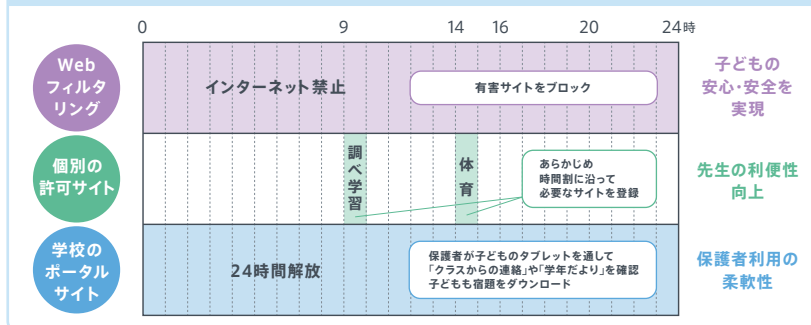 0 9 14 16 20 24時
Web
フィルタ
リング
インターネット禁止
有害サイトをブロック
子どもの
安心・安全を
実現
個別の
許可サイト
調べ学習
体育
あらかじめ
時間割に沿って
必要なサイトを登録
先生の利便性
向上
学校の
ポータル
サイト
24時間解放
保護者が子どものタブレットを通して
「クラスからの連絡」や「学年だより」を確認
子どもも宿題をダウンロード
保護者利用の
柔軟性